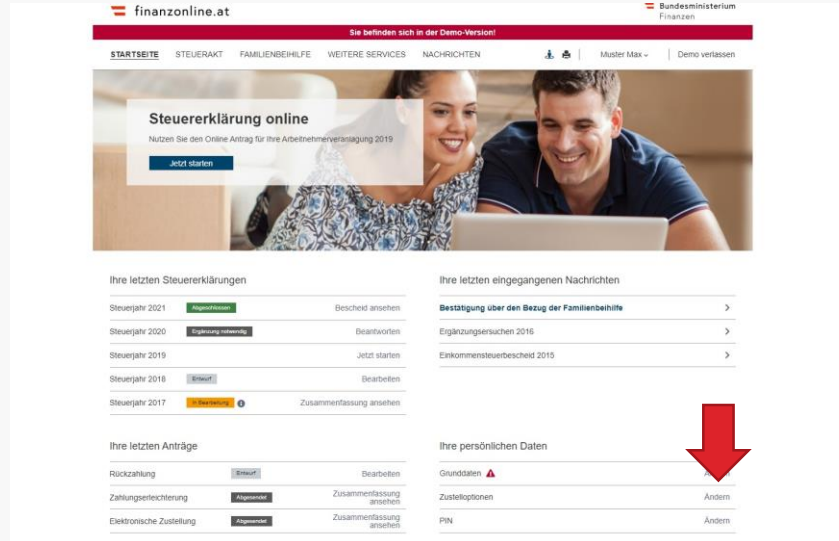 finanzonline.at
Bundesministerium
Finanzen
Sie befinden sich in der Demo-Version!
STARTSEITE STEUERAKT FAMILIENBEIHILFE WEITERE SERVICES NACHRICHTEN Muster Max Demo verlassen
Steuererklärung online
Nutzen Sie den Online Antrag für Ihre Arbeitnehmerveranlagung 2019
Jetzt starten
Ihre letzten Steuererklärungen
Steuerjahr 2021 Abgeschlossen Bescheid ansehen
Steuerjahr 2020 Ergänzung notwendig Beantworten
Steuerjahr 2019 Jetzt starten
Steuerjahr 2018 Entwurf Bearbeiten
Steuerjahr 2017 In Bearbeitung Zusammenfassung ansehen
Ihre letzten eingegangenen Nachrichten
Bestätigung über den Bezug der Familienbeihilfe
Ergänzungsersuchen 2016
Einkommensteuerbescheid 2015
Ihre letzten Anträge
Rückzahlung Entwurf Bearbeiten
Zahlungserleichterung Abgesendet Zusammenfassung
ansehen
Elektronische Zustellung Abgesendet Zusammenfassung
ansehen
Ihre persönlichen Daten
Grunddaten
Zustelloptionen Ändern
PIN Ändern